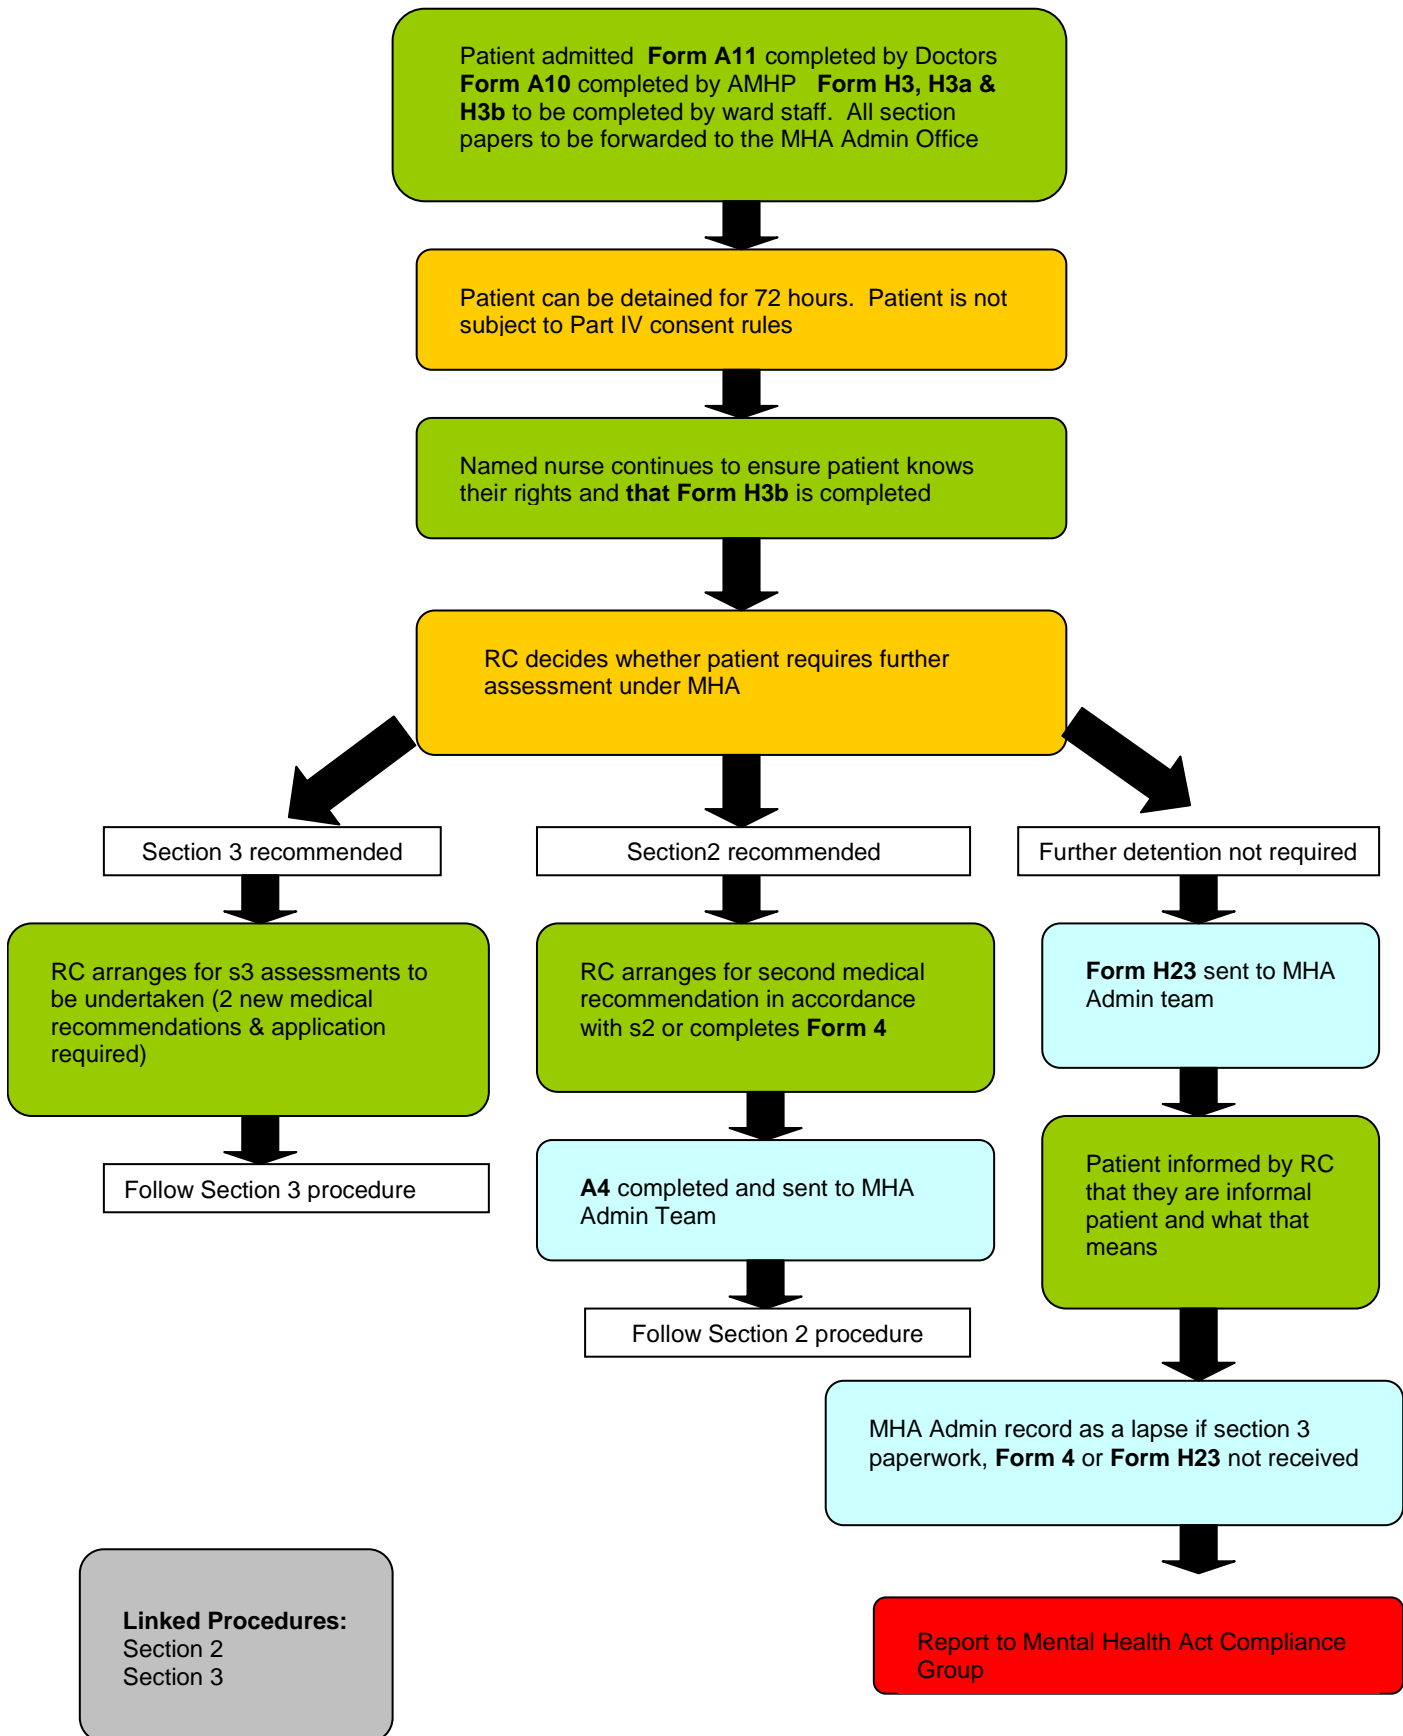 Patient admitted  Form A11 completed by Doctors
Form A10 completed by AMHP   Form H3, H3a &
H3b to be completed by ward staff.  All section
papers to be forwarded to the MHA Admin Office
Patient can be detained for 72 hours.  Patient is not
subject to Part IV consent rules
Named nurse continues to ensure patient knows
their rights and that Form H3b is completed
RC decides whether patient requires further
assessment under MHA
Section 3 recommended
Section2 recommended
Further detention not required
RC arranges for s3 assessments to
be undertaken (2 new medical
recommendations & application
required)
RC arranges for second medical
recommendation in accordance
with s2 or completes Form 4
Form H23 sent to MHA
Admin team
Follow Section 3 procedure
A4 completed and sent to MHA
Admin Team
Patient informed by RC
that they are informal
patient and what that
means
Follow Section 2 procedure
MHA Admin record as a lapse if section 3
paperwork, Form 4 or Form H23 not received
Linked Procedures:
Section 2
Section 3
Report to Mental Health Act Compliance
Group